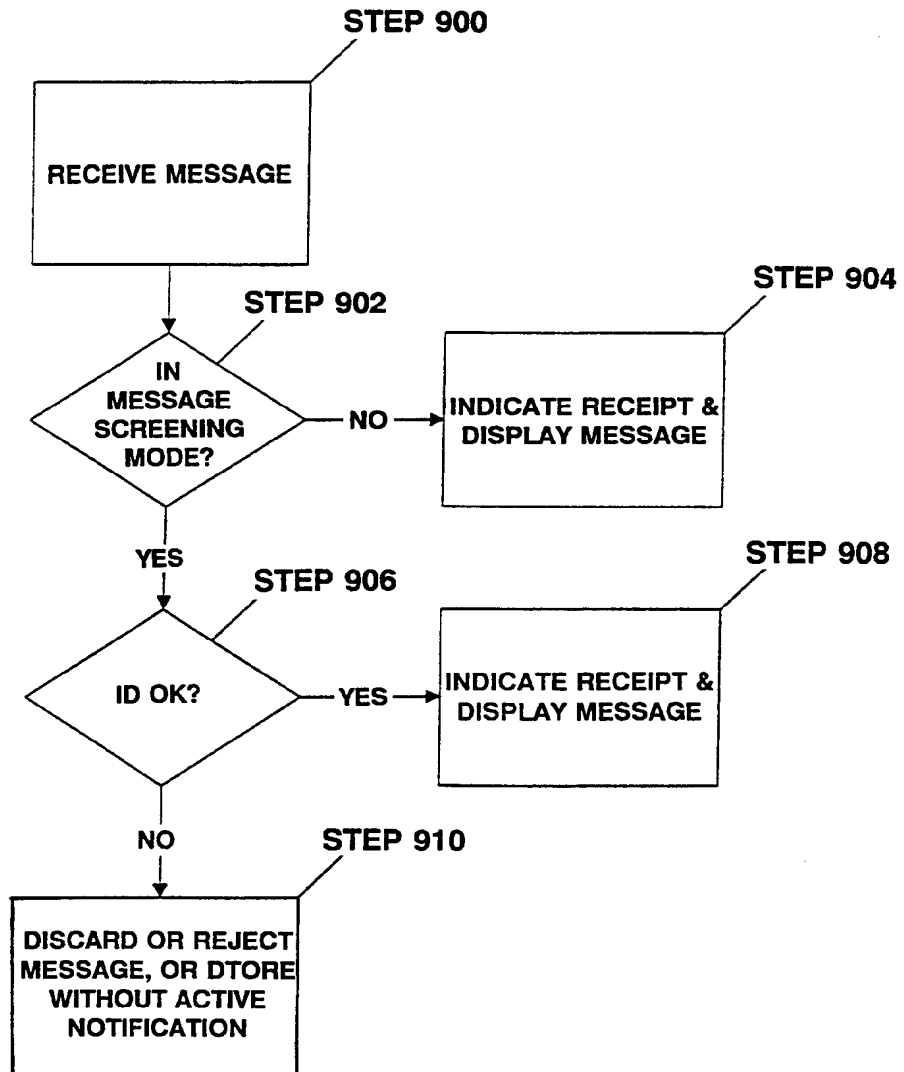 STEP 900
RECEIVE MESSAGE
STEP 902
IN
MESSAGE
SCREENING
MODE?
NO
STEP 904
INDICATE RECEIPT &
DISPLAY MESSAGE
YES
STEP 906
ID OK?
YES
STEP 908
INDICATE RECEIPT &
DISPLAY MESSAGE
NO
STEP 910
DISCARD OR REJECT
MESSAGE, OR DTORE
WITHOUT ACTIVE
NOTIFICATION